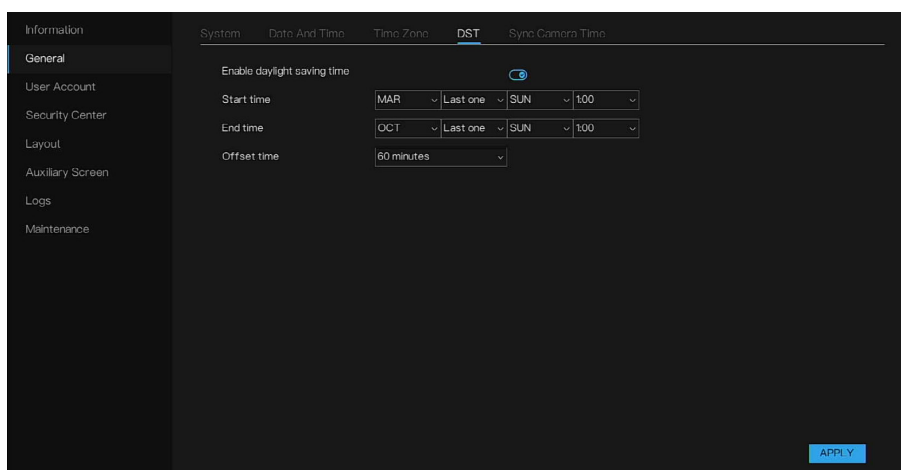 Information
General
User Account
Security Center
Layout
Auxiliary Screen
Logs
Maintenance
System Date And Time Time Zone DST Sync Camera Time
Enable daylight saving time
Start time MAR Last one SUN 1:00
End time OCT Last one SUN 1:00
Offset time 60 minutes
APPLY